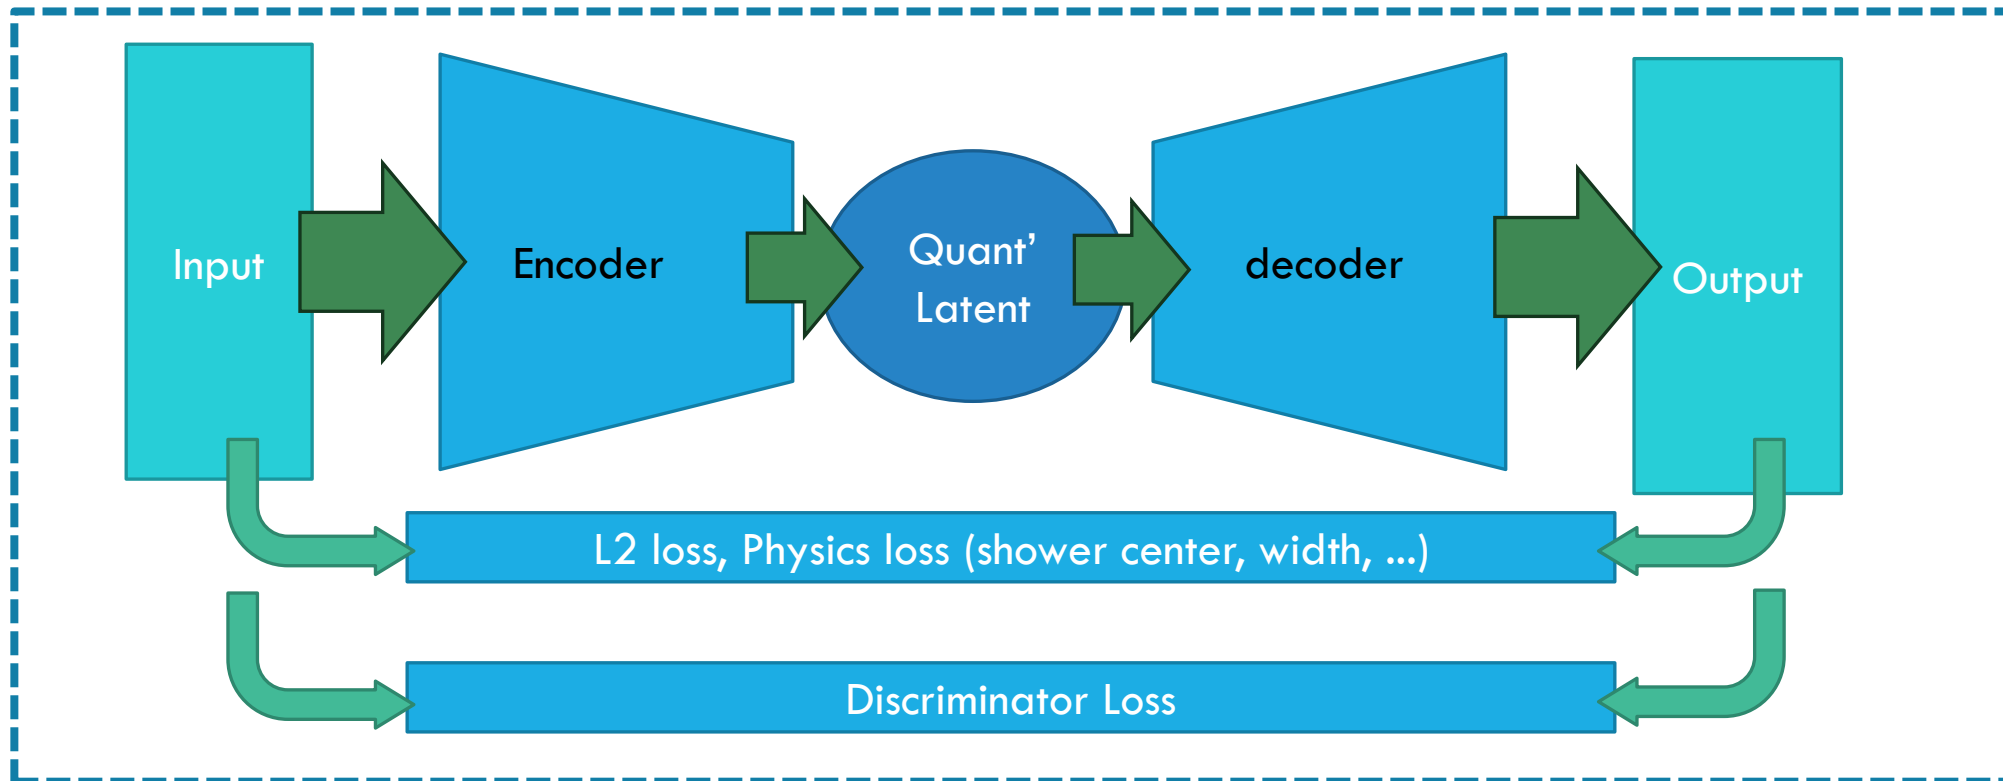 Input
Encoder
Quant’
Latent
decoder
Output
L2 loss, Physics loss (shower center, width, ...)
Discriminator Loss